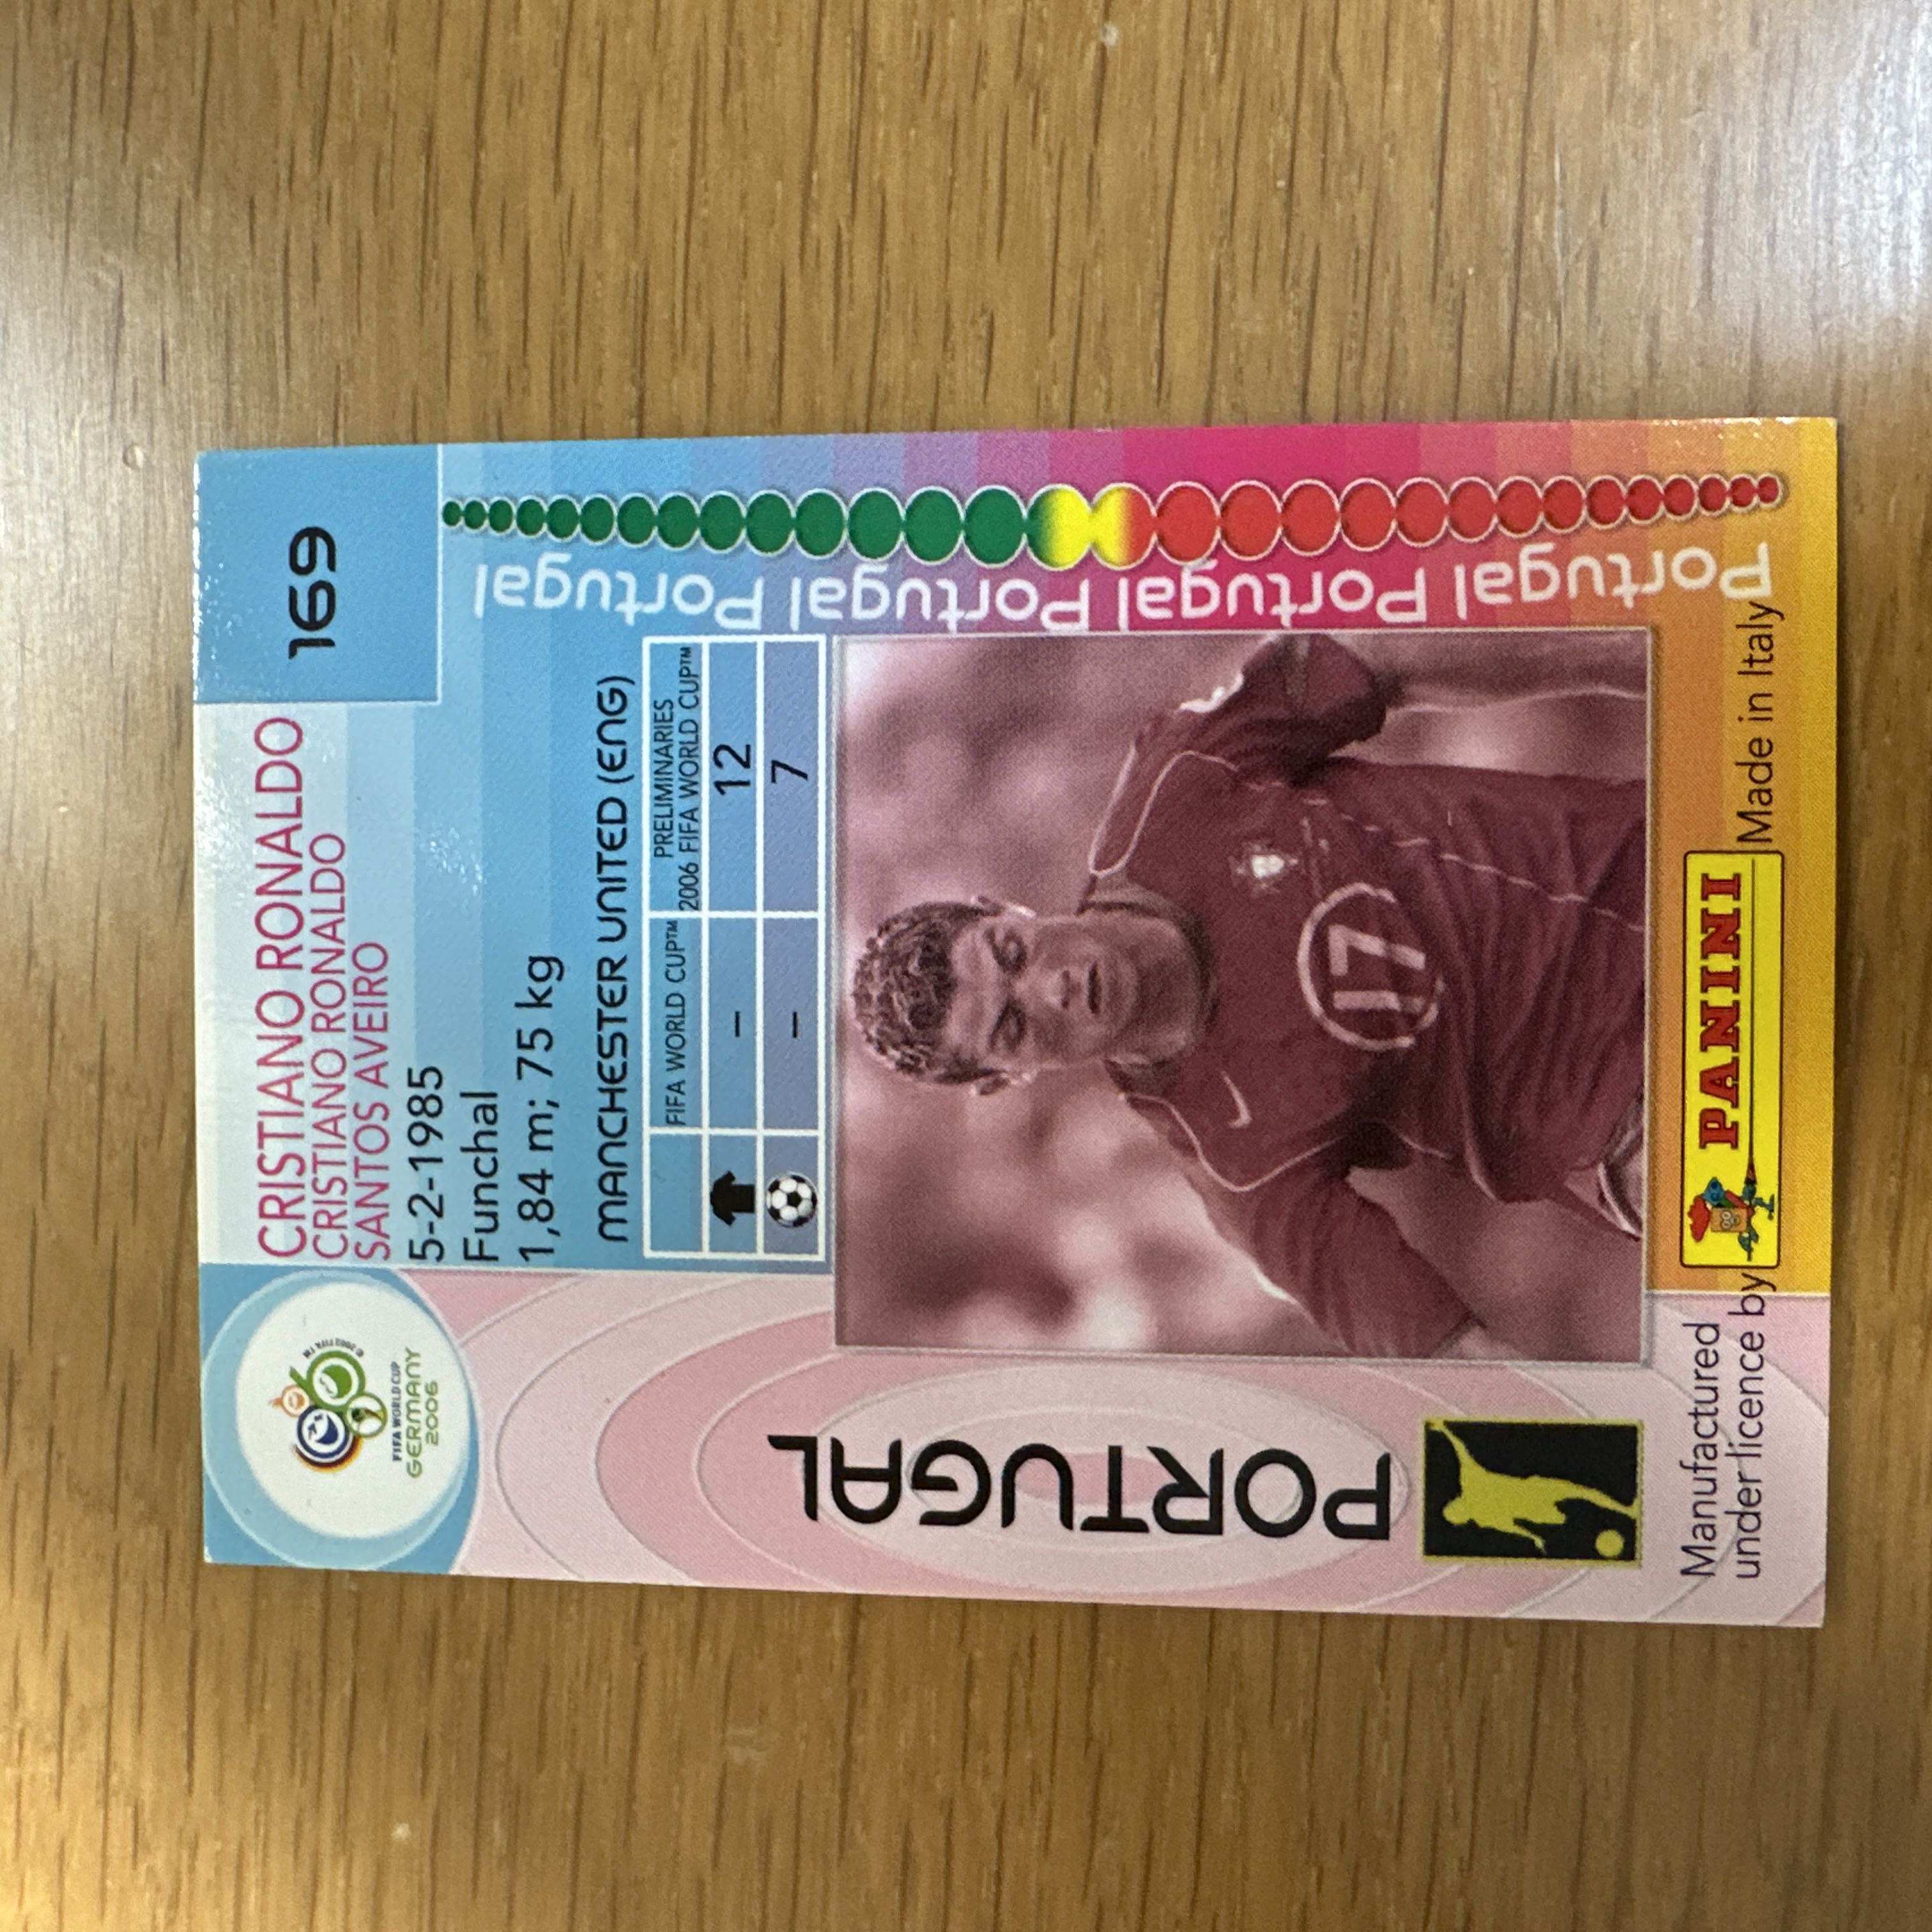 169
CRISTIANO RONALDO
CRISTIANO RONALDO
SANTOS AVEIRO
5-2-1985
Funchal
1,84 m; 75 kg
MANCHESTER UNITED (ENG)
FIFA WORLD CUP™
PRELIMINARIES
2006 FIFA WORLD CUP™
– 12
– 7
FIFA WORLD CUP
GERMANY
2006
PORTUGAL
Portugal Portugal Portugal Portugal
17
Manufactured
under licence by PANINI Made in Italy